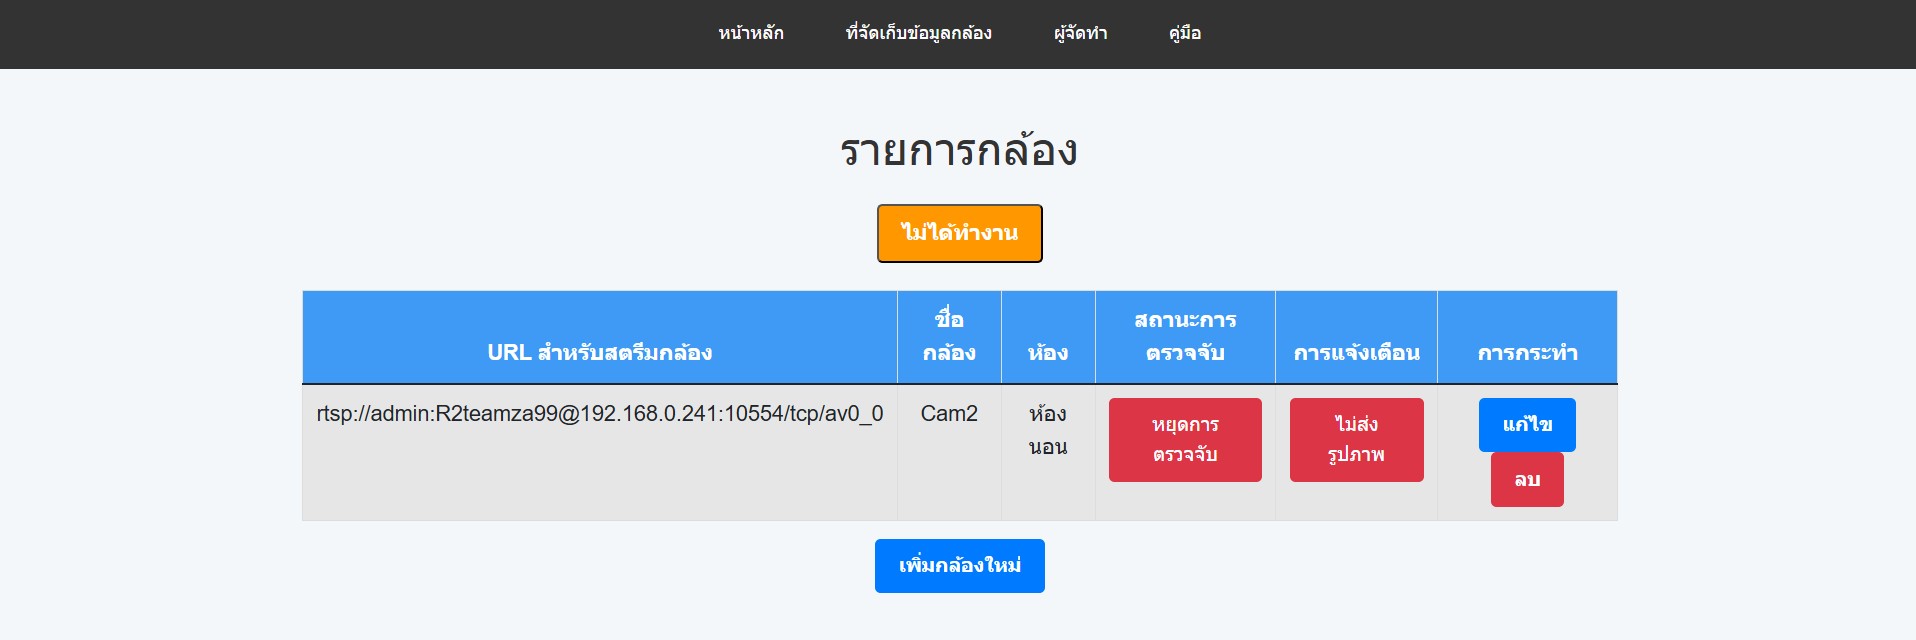 หน้าหลัก ที่จัดเก็บข้อมูลกล้อง ผู้จัดทำ คู่มือ
รายการกล้อง
ไม่ได้ทำงาน
URL สำหรับสตรีมกล้อง
ชื่อ
กล้อง
ห้อง
สถานะการ
ตรวจจับ
การแจ้งเตือน
การกระทำ
rtsp://admin:R2teamza99@192.168.0.241:10554/tcp/av0_0
Cam2
ห้อง
นอน
หยุดการ
ตรวจจับ
ไม่ส่ง
รูปภาพ
แก้ไข
ลบ
เพิ่มกล้องใหม่